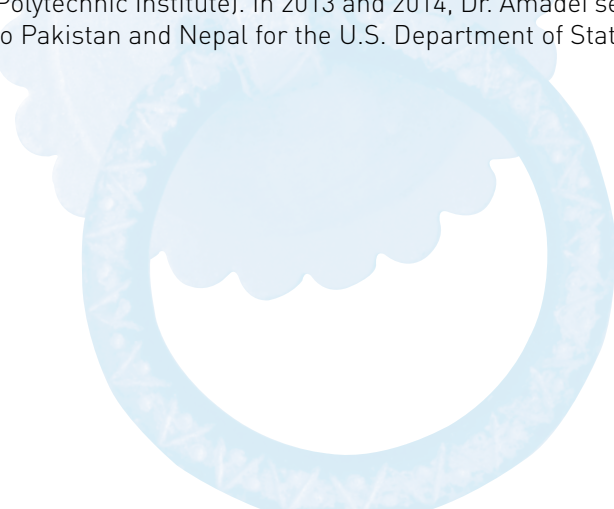 Polytechnic Institute). In 2013 and 2014, Dr. Amadei se
o Pakistan and Nepal for the U.S. Department of Stat